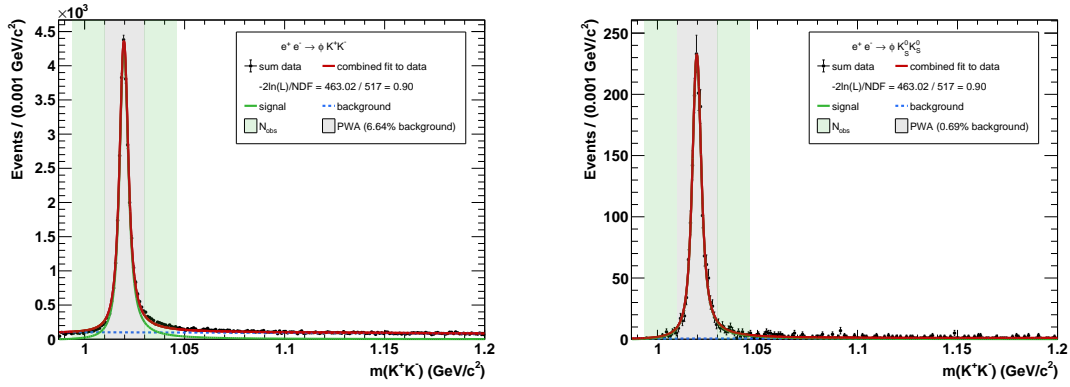 ×10³
Events / (0.001 GeV/c²)
4.5
4
3.5
3
2.5
2
1.5
1
0.5
0
1
1.05
1.1
1.15
1.2
m(K⁺K⁻) (GeV/c²)
e⁺ e⁻ → ϕ K⁺K⁻
sum data
combined fit to data
-2ln(L)/NDF = 463.02 / 517 = 0.90
signal
background
N_obs
PWA (6.64% background)
Events / (0.001 GeV/c²)
250
200
150
100
50
0
1
1.05
1.1
1.15
1.2
m(K⁺K⁻) (GeV/c²)
e⁺ e⁻ → ϕ K_S⁰K_S⁰
sum data
combined fit to data
-2ln(L)/NDF = 463.02 / 517 = 0.90
signal
background
N_obs
PWA (0.69% background)